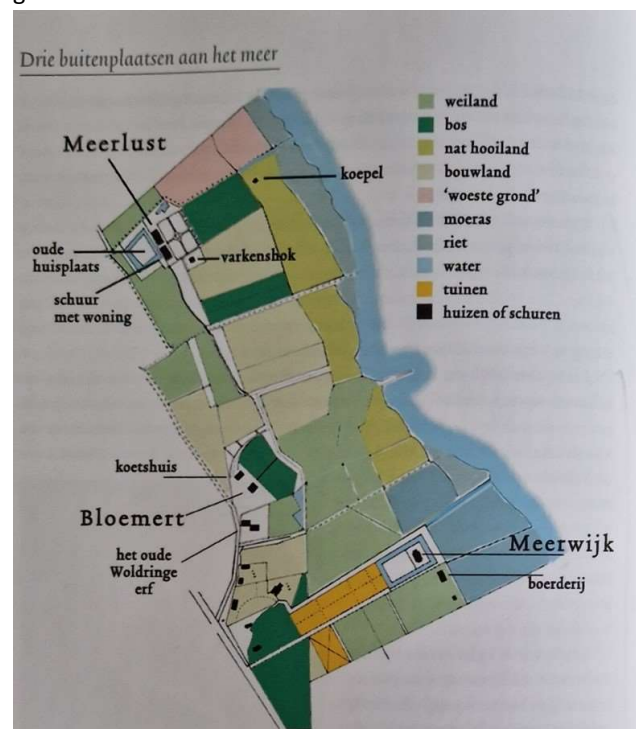 Drie buitenplaatsen aan het meer
weiland
bos
nat hooiland
bouwland
'woeste grond'
moeras
riet
water
tuinen
huizen of schuren
Meerlust
koepel
oude
huisplaats
varkenshok
schuur
met woning
koetshuis
Bloemert
het oude
Woldringe
erf
Meerwijk
boerderij